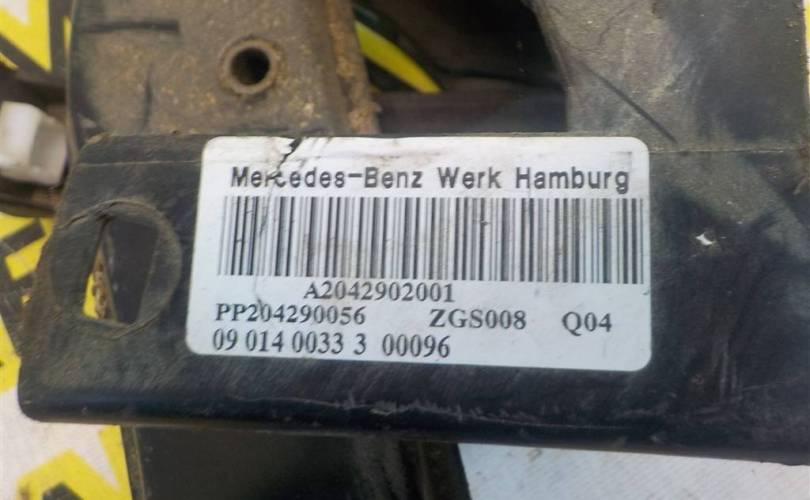 Mercedes-Benz Werk Hamburg
A2042902001
PP204290056 ZGS008 Q04
09 014 0033 3 00096